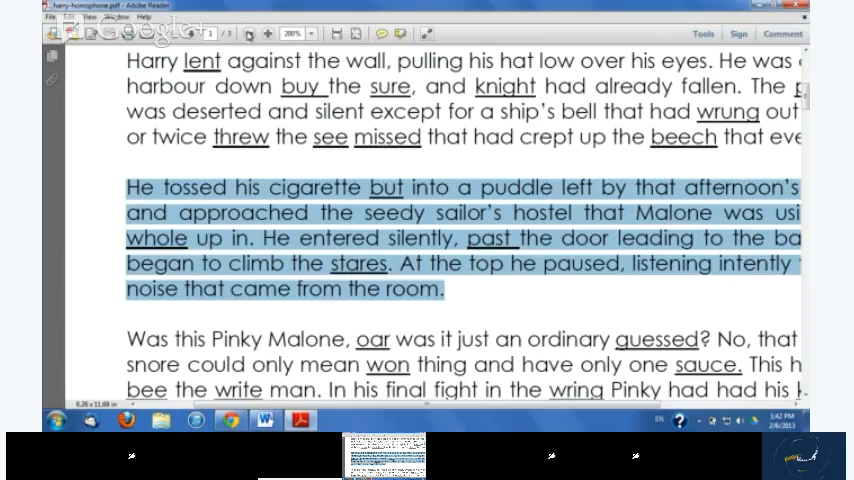 harry-homophone.pdf - Adobe Reader
File Edit View Window Help
Google+
1 / 3 200% Tools Sign Comment
Harry lent against the wall, pulling his hat low over his eyes. He was
harbour down buy the sure, and knight had already fallen. The
was deserted and silent except for a ship's bell that had wrung out
or twice threw the see missed that had crept up the beech that eve
He tossed his cigarette but into a puddle left by that afternoon's
and approached the seedy sailor's hostel that Malone was usi
whole up in. He entered silently, past the door leading to the ba
began to climb the stares. At the top he paused, listening intently
noise that came from the room.
Was this Pinky Malone, oar was it just an ordinary guessed? No, that
snore could only mean won thing and have only one sauce. This h
bee the write man. In his final fight in the wring Pinky had had his k
8.26 x 11.69 in
EN 1:42 PM
2/6/2013